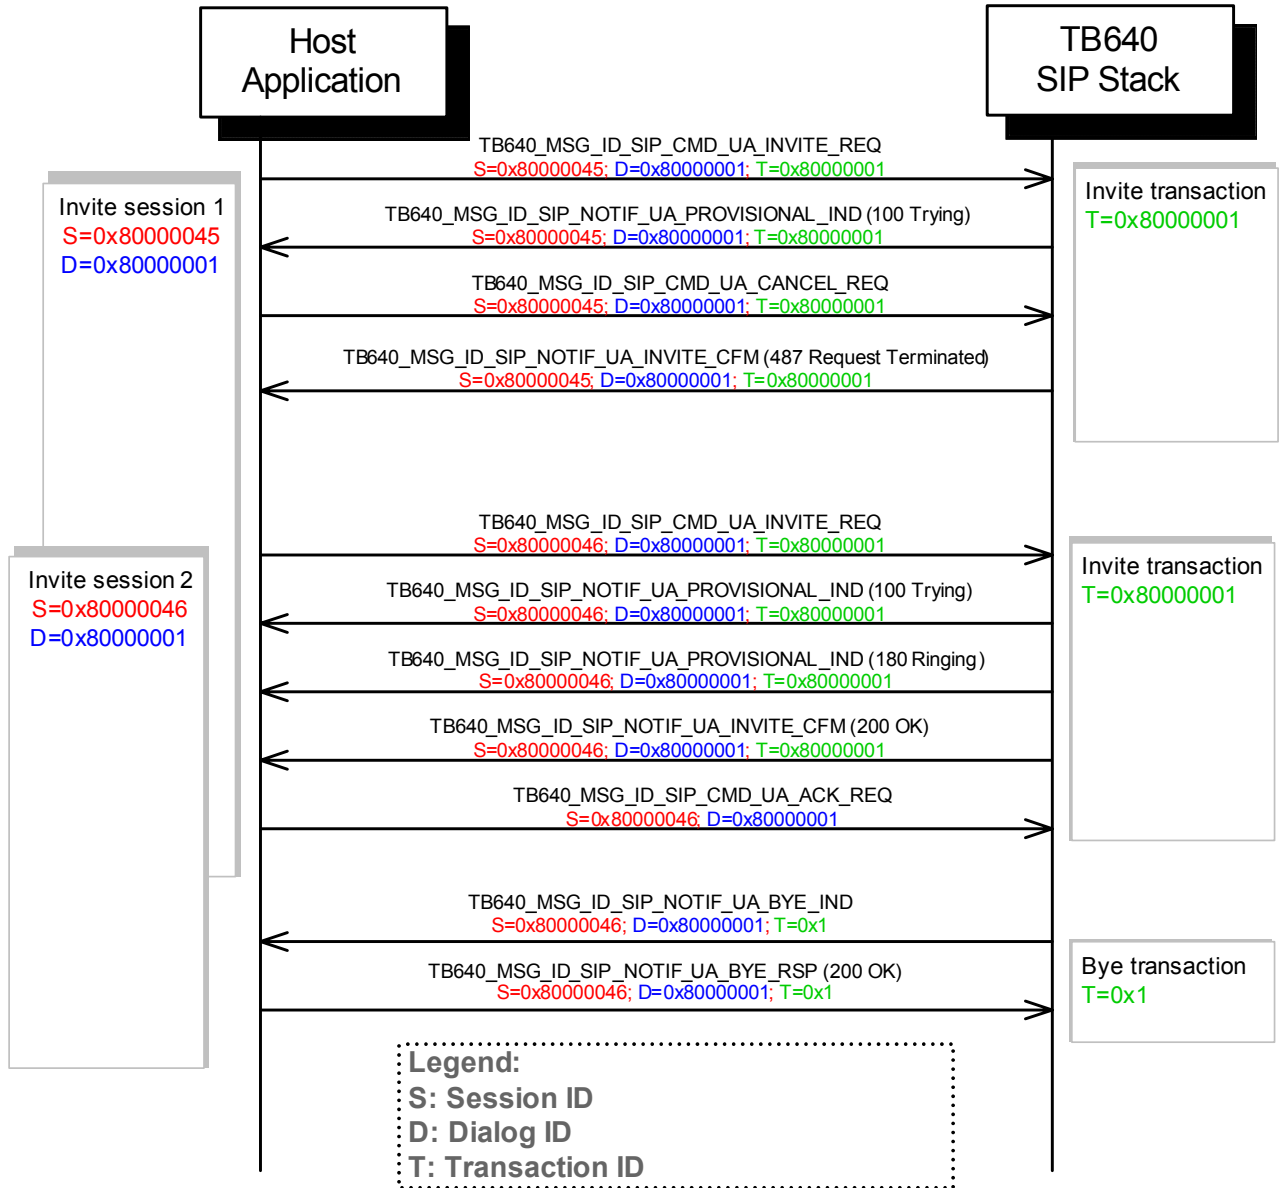 Host
Application
TB640
SIP Stack
TB640_MSG_ID_SIP_CMD_UA_INVITE_REQ
S=0x80000045; D=0x80000001; T=0x80000001
Invite transaction
T=0x80000001
Invite session 1
S=0x80000045
D=0x80000001
TB640_MSG_ID_SIP_NOTIF_UA_PROVISIONAL_IND (100 Trying)
S=0x80000045; D=0x80000001; T=0x80000001
TB640_MSG_ID_SIP_CMD_UA_CANCEL_REQ
S=0x80000045; D=0x80000001; T=0x80000001
TB640_MSG_ID_SIP_NOTIF_UA_INVITE_CFM (487 Request Terminated)
S=0x80000045; D=0x80000001; T=0x80000001
TB640_MSG_ID_SIP_CMD_UA_INVITE_REQ
S=0x80000046; D=0x80000001; T=0x80000001
Invite transaction
T=0x80000001
Invite session 2
S=0x80000046
D=0x80000001
TB640_MSG_ID_SIP_NOTIF_UA_PROVISIONAL_IND (100 Trying)
S=0x80000046; D=0x80000001; T=0x80000001
TB640_MSG_ID_SIP_NOTIF_UA_PROVISIONAL_IND (180 Ringing)
S=0x80000046; D=0x80000001; T=0x80000001
TB640_MSG_ID_SIP_NOTIF_UA_INVITE_CFM (200 OK)
S=0x80000046; D=0x80000001; T=0x80000001
TB640_MSG_ID_SIP_CMD_UA_ACK_REQ
S=0x80000046; D=0x80000001
TB640_MSG_ID_SIP_NOTIF_UA_BYE_IND
S=0x80000046; D=0x80000001; T=0x1
TB640_MSG_ID_SIP_NOTIF_UA_BYE_RSP (200 OK)
S=0x80000046; D=0x80000001; T=0x1
Bye transaction
T=0x1
Legend:
S: Session ID
D: Dialog ID
T: Transaction ID